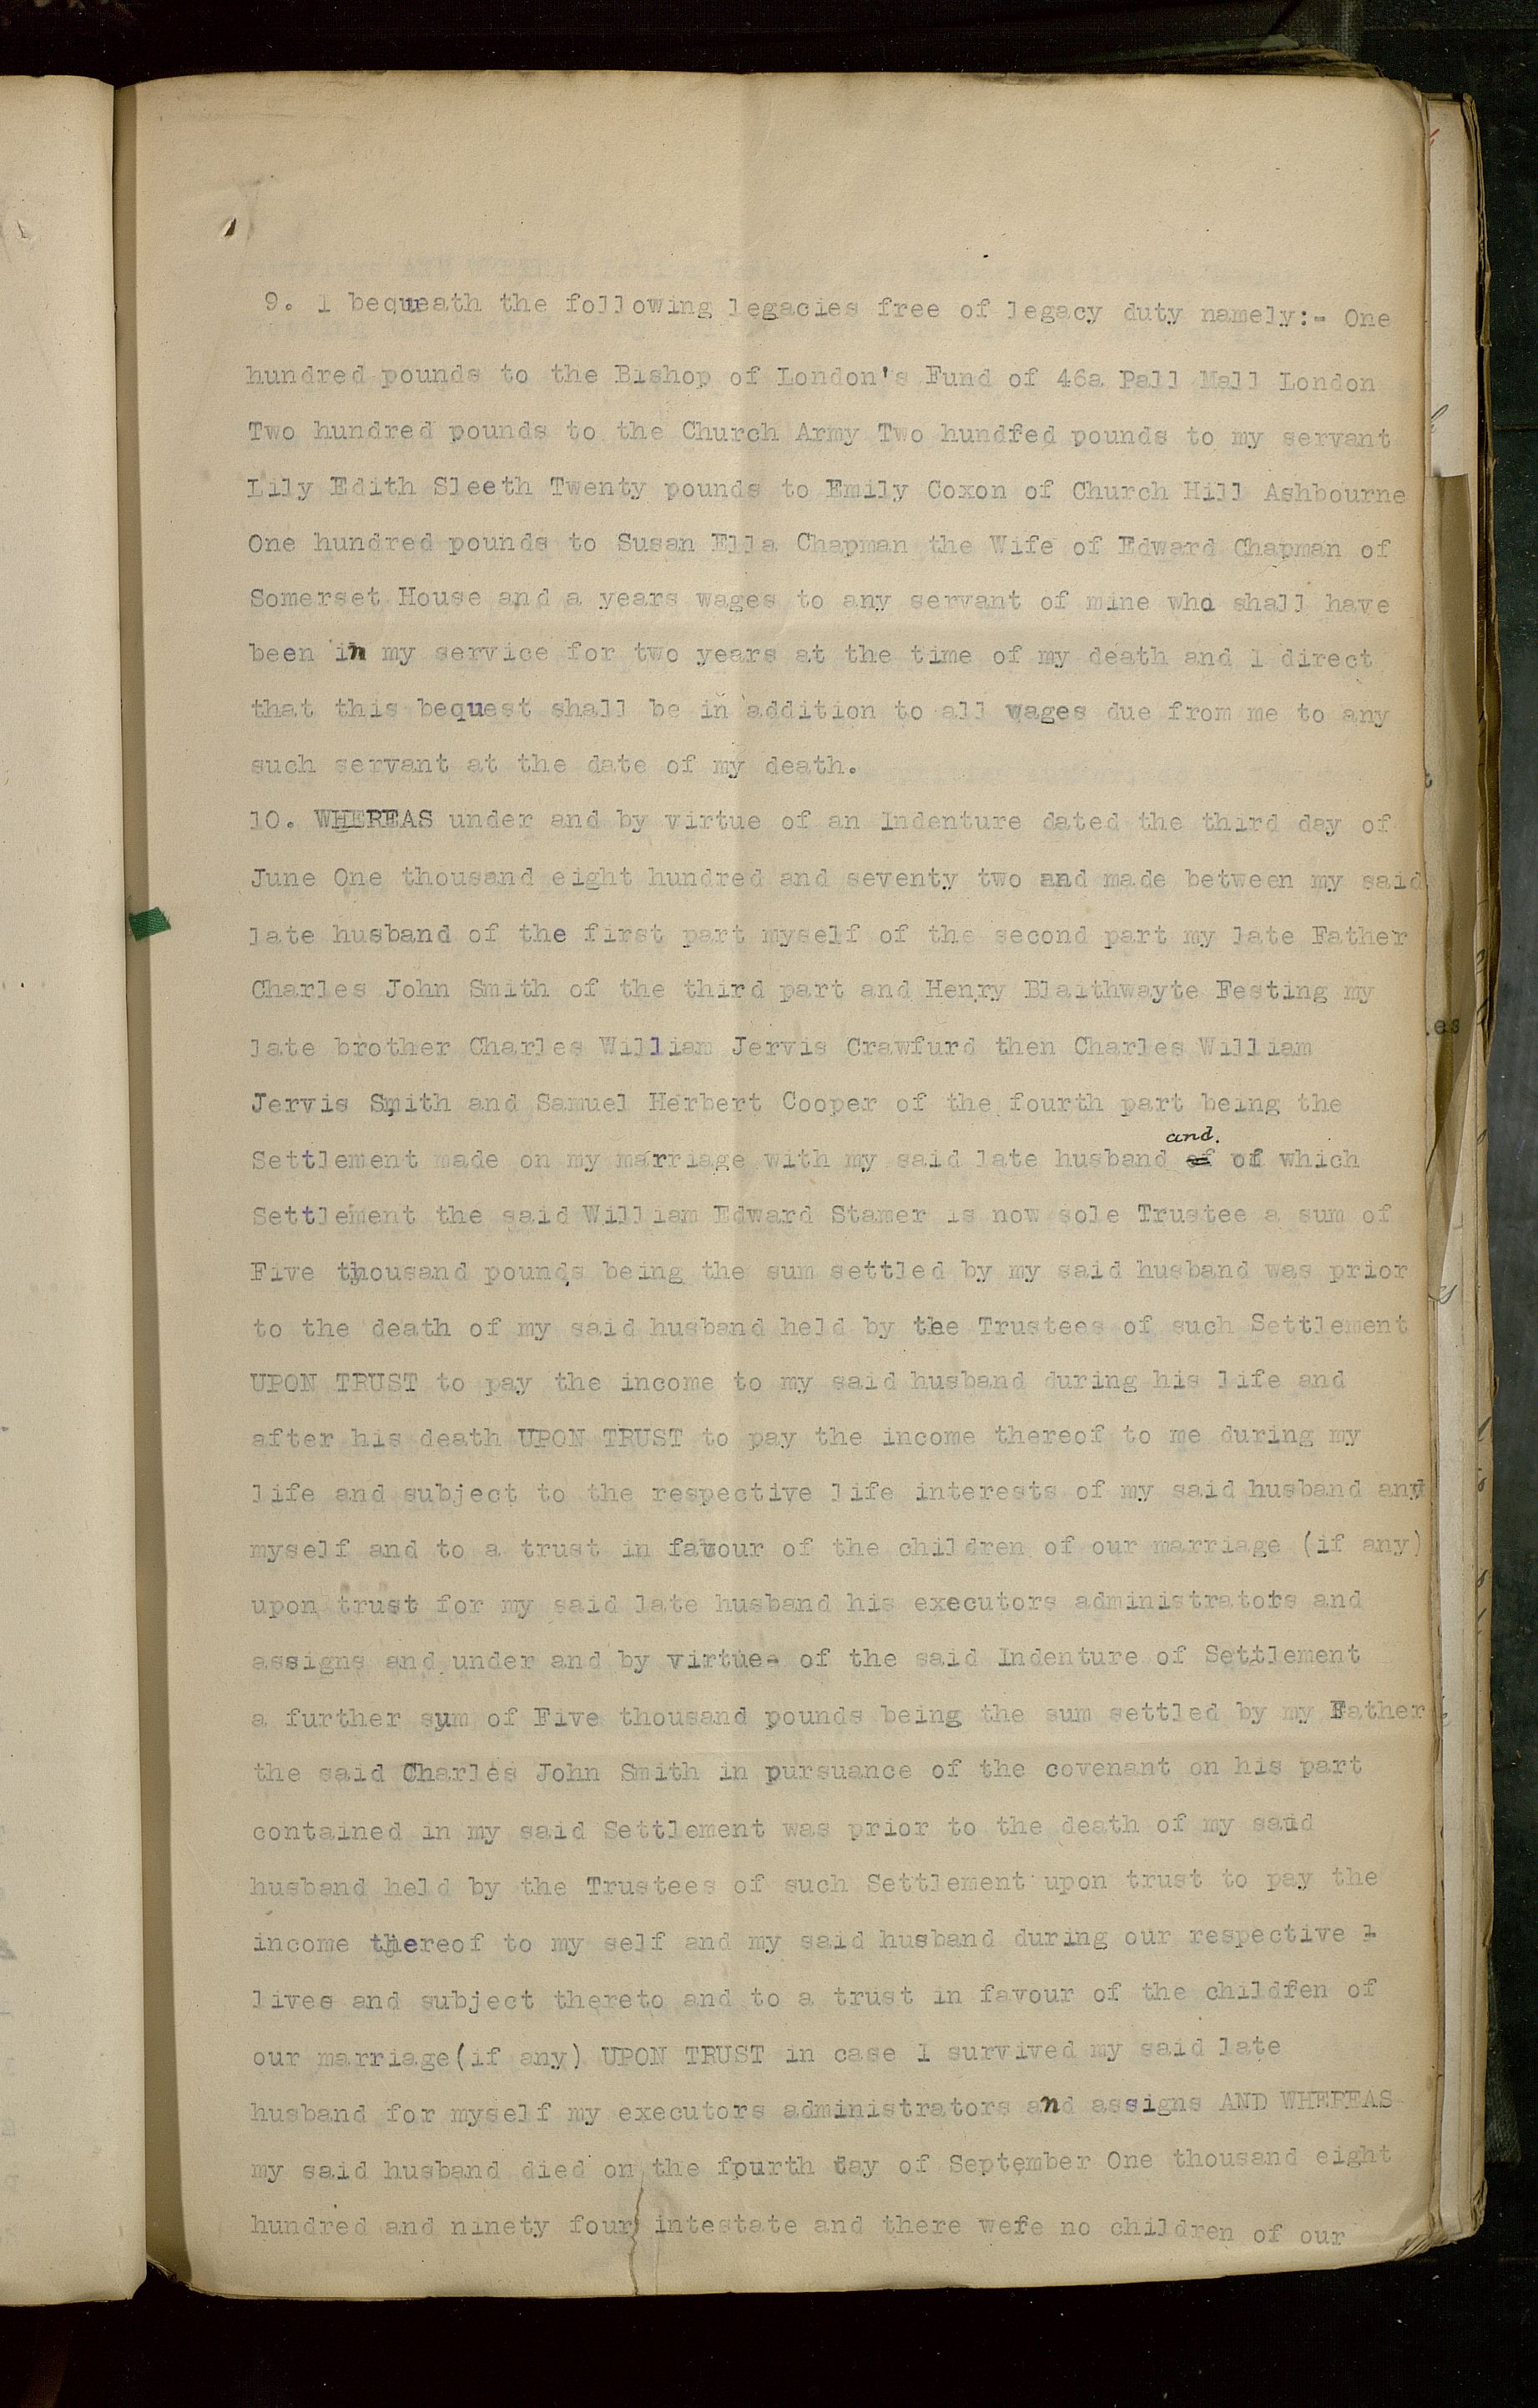 9. I bequeath the following legacies free of legacy duty namely:- One
hundred pounds to the Bishop of London's Fund of 46a Pall Mall London
Two hundred pounds to the Church Army Two hundred pounds to my servant
Lily Edith Sleeth Twenty pounds to Emily Coxon of Church Hill Ashbourne
One hundred pounds to Susan Ella Chapman the Wife of Edward Chapman of
Somerset House and a years wages to any servant of mine who shall have
been in my service for two years at the time of my death and I direct
that this bequest shall be in addition to all wages due from me to any
such servant at the date of my death.
10. WHEREAS under and by virtue of an Indenture dated the third day of
June One thousand eight hundred and seventy two and made between my said
late husband of the first part myself of the second part my late Father
Charles John Smith of the third part and Henry Blaithwayte Festing my
late brother Charles William Jervis Crawfurd then Charles William
Jervis Smith and Samuel Herbert Cooper of the fourth part being the
and.
Settlement made on my marriage with my said late husband of of which
Settlement the said William Edward Stamer is now sole Trustee a sum of
Five thousand pounds being the sum settled by my said husband was prior
to the death of my said husband held by the Trustees of such Settlement
UPON TRUST to pay the income to my said husband during his life and
after his death UPON TRUST to pay the income thereof to me during my
life and subject to the respective life interests of my said husband and
myself and to a trust in favour of the children of our marriage (if any)
upon trust for my said late husband his executors administrators and
assigns and under and by virtue- of the said Indenture of Settlement
a further sum of Five thousand pounds being the sum settled by my Father
the said Charles John Smith in pursuance of the covenant on his part
contained in my said Settlement was prior to the death of my said
husband held by the Trustees of such Settlement upon trust to pay the
income thereof to my self and my said husband during our respective l
lives and subject thereto and to a trust in favour of the children of
our marriage(if any) UPON TRUST in case I survived my said late
husband for myself my executors administrators and assigns AND WHEREAS
my said husband died on the fourth day of September One thousand eight
hundred and ninety four intestate and there were no children of our